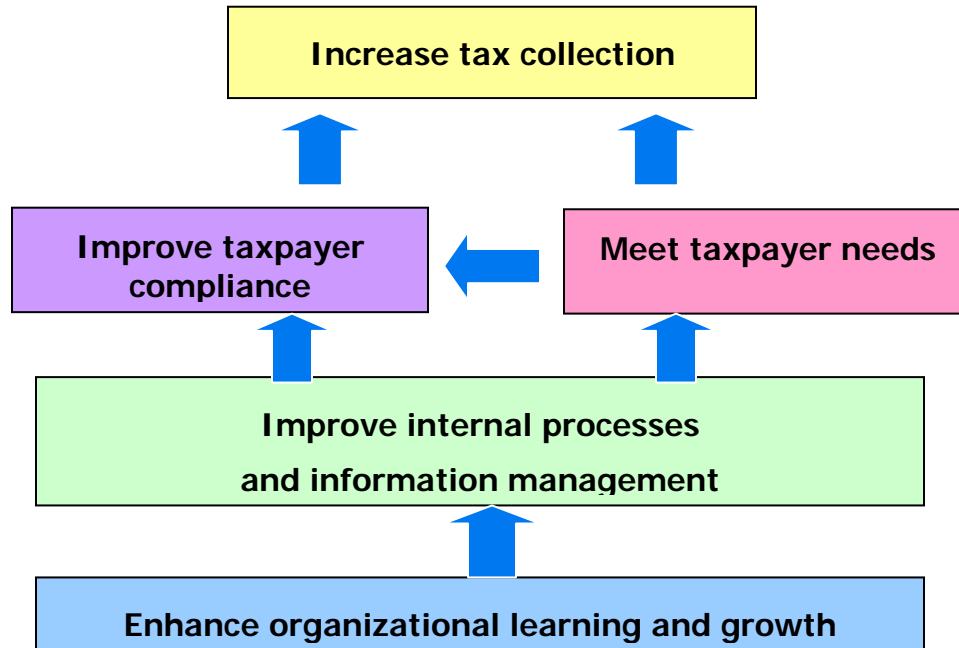 Increase tax collection
Improve taxpayer
compliance
Meet taxpayer needs
Improve internal processes
and information management
Enhance organizational learning and growth